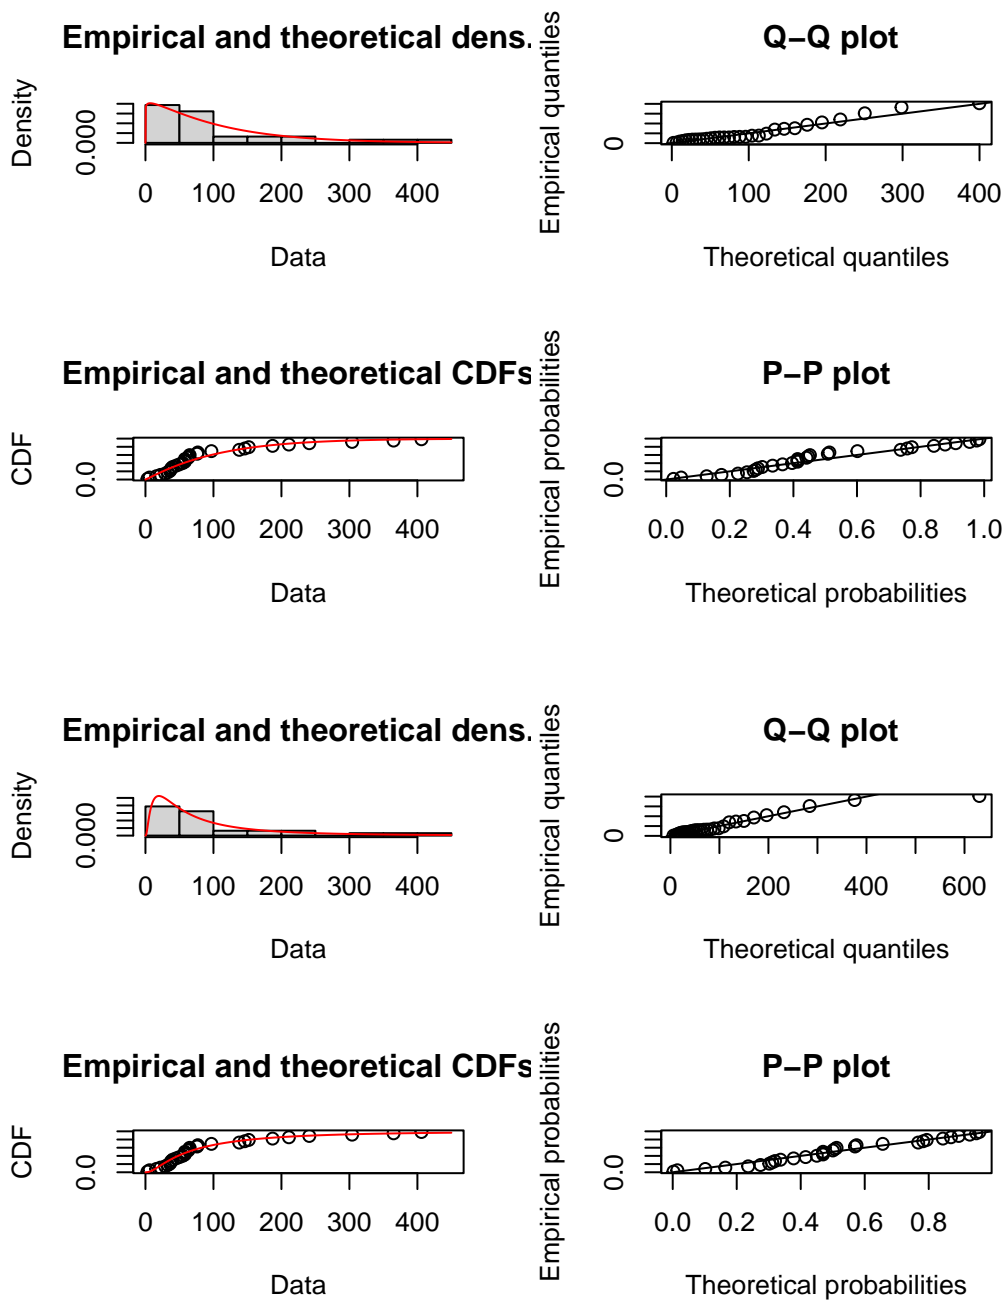 Empirical and theoretical dens.
Density
0.000
0 100 200 300 400
Data
Q−Q plot
Empirical quantiles
0
0 100 200 300 400
Theoretical quantiles
Empirical and theoretical CDFs
CDF
0.0
0 100 200 300 400
Data
P−P plot
Empirical probabilities
0.0
0.0 0.2 0.4 0.6 0.8 1.0
Theoretical probabilities
Empirical and theoretical dens.
Density
0.000
0 100 200 300 400
Data
Q−Q plot
Empirical quantiles
0
0 200 400 600
Theoretical quantiles
Empirical and theoretical CDFs
CDF
0.0
0 100 200 300 400
Data
P−P plot
Empirical probabilities
0.0
0.0 0.2 0.4 0.6 0.8
Theoretical probabilities